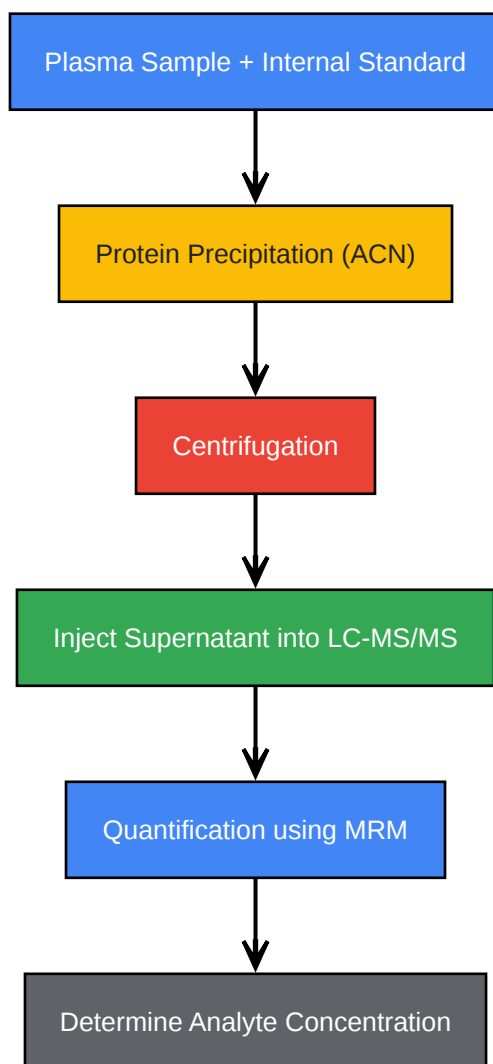 Plasma Sample + Internal Standard
Protein Precipitation (ACN)
Centrifugation
Inject Supernatant into LC-MS/MS
Quantification using MRM
Determine Analyte Concentration